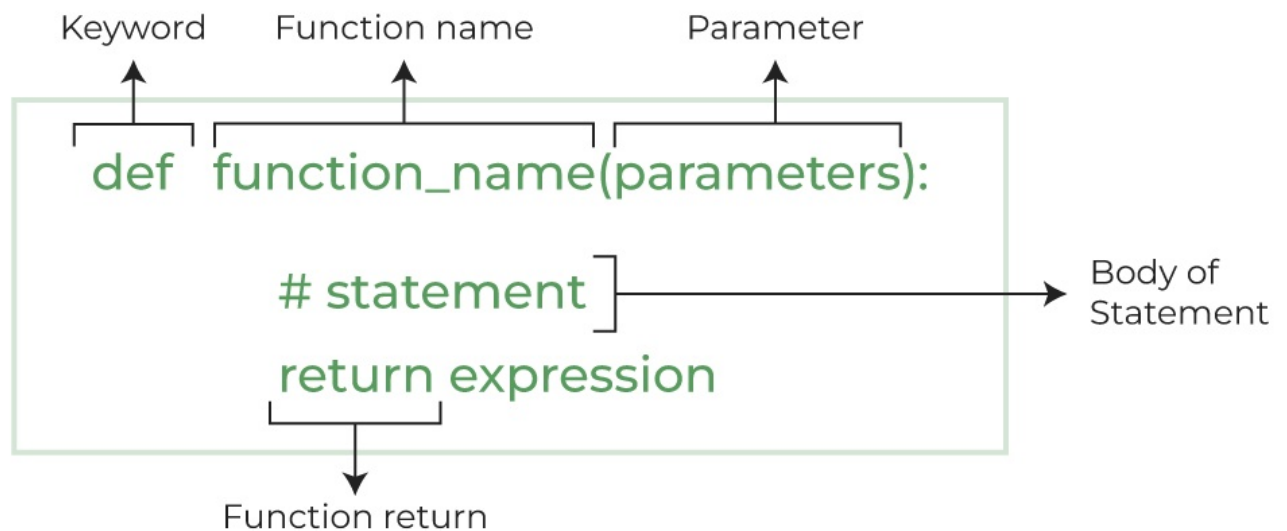 Keyword Function name Parameter
def function_name(parameters):
# statement
Body of
Statement
return expression
Function return